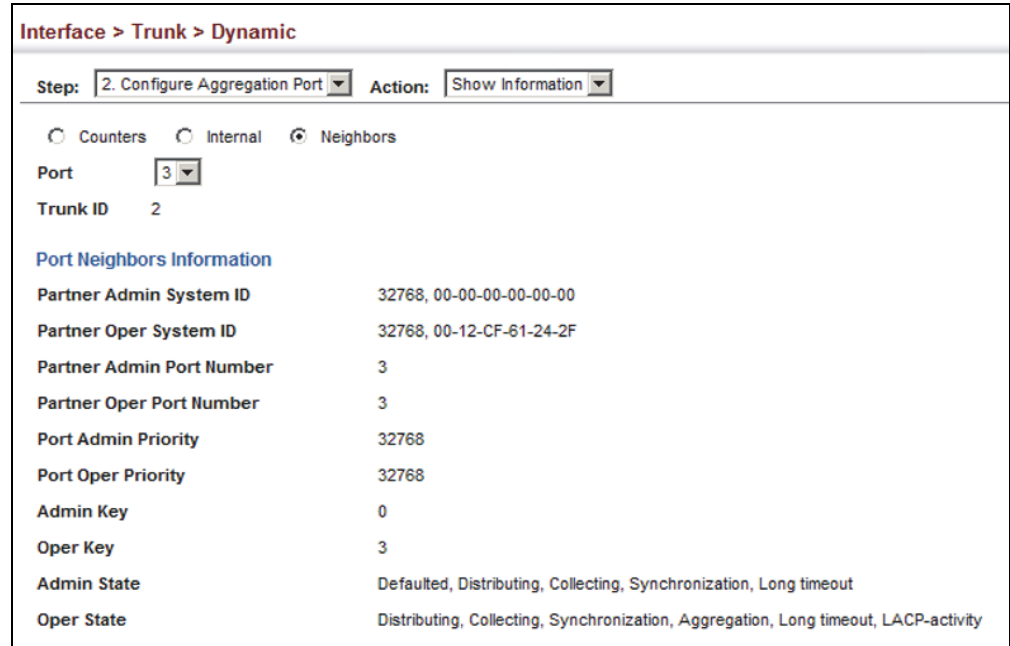 Interface > Trunk > Dynamic
Step: 2. Configure Aggregation Port Action: Show Information
Counters Internal Neighbors
Port 3
Trunk ID 2
Port Neighbors Information
Partner Admin System ID 32768, 00-00-00-00-00-00
Partner Oper System ID 32768, 00-12-CF-61-24-2F
Partner Admin Port Number 3
Partner Oper Port Number 3
Port Admin Priority 32768
Port Oper Priority 32768
Admin Key 0
Oper Key 3
Admin State Defaulted, Distributing, Collecting, Synchronization, Long timeout
Oper State Distributing, Collecting, Synchronization, Aggregation, Long timeout, LACP-activity